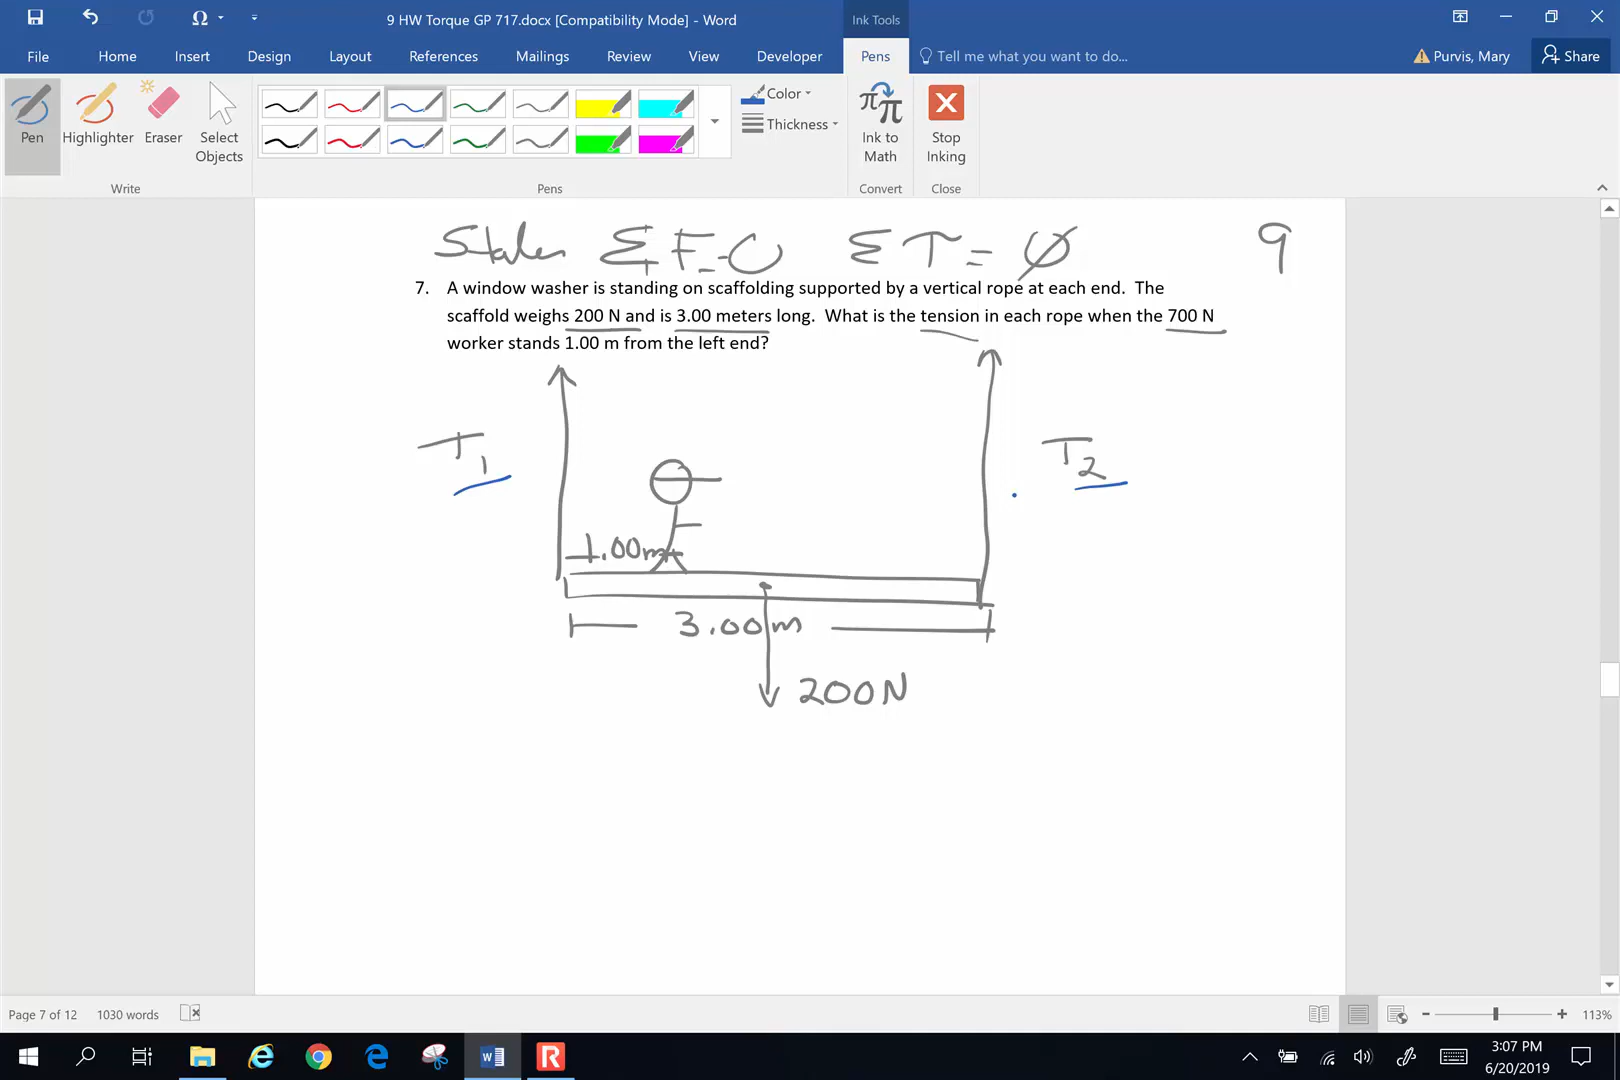 9 HW Torque GP 717.docx [Compatibility Mode] - Word
Ink Tools
File Home Insert Design Layout References Mailings Review View Developer Pens Tell me what you want to do... Purvis, Mary Share
Pen Highlighter Eraser Select Objects
Color
Thickness
Ink to Math
Stop Inking
Write Pens Convert Close
ΣF=0 Στ=0 9
7. A window washer is standing on scaffolding supported by a vertical rope at each end. The
scaffold weighs 200 N and is 3.00 meters long. What is the tension in each rope when the 700 N
worker stands 1.00 m from the left end?
T1 T2
1.00m
3.00m
200N
Page 7 of 12 1030 words 113%
3:07 PM
6/20/2019